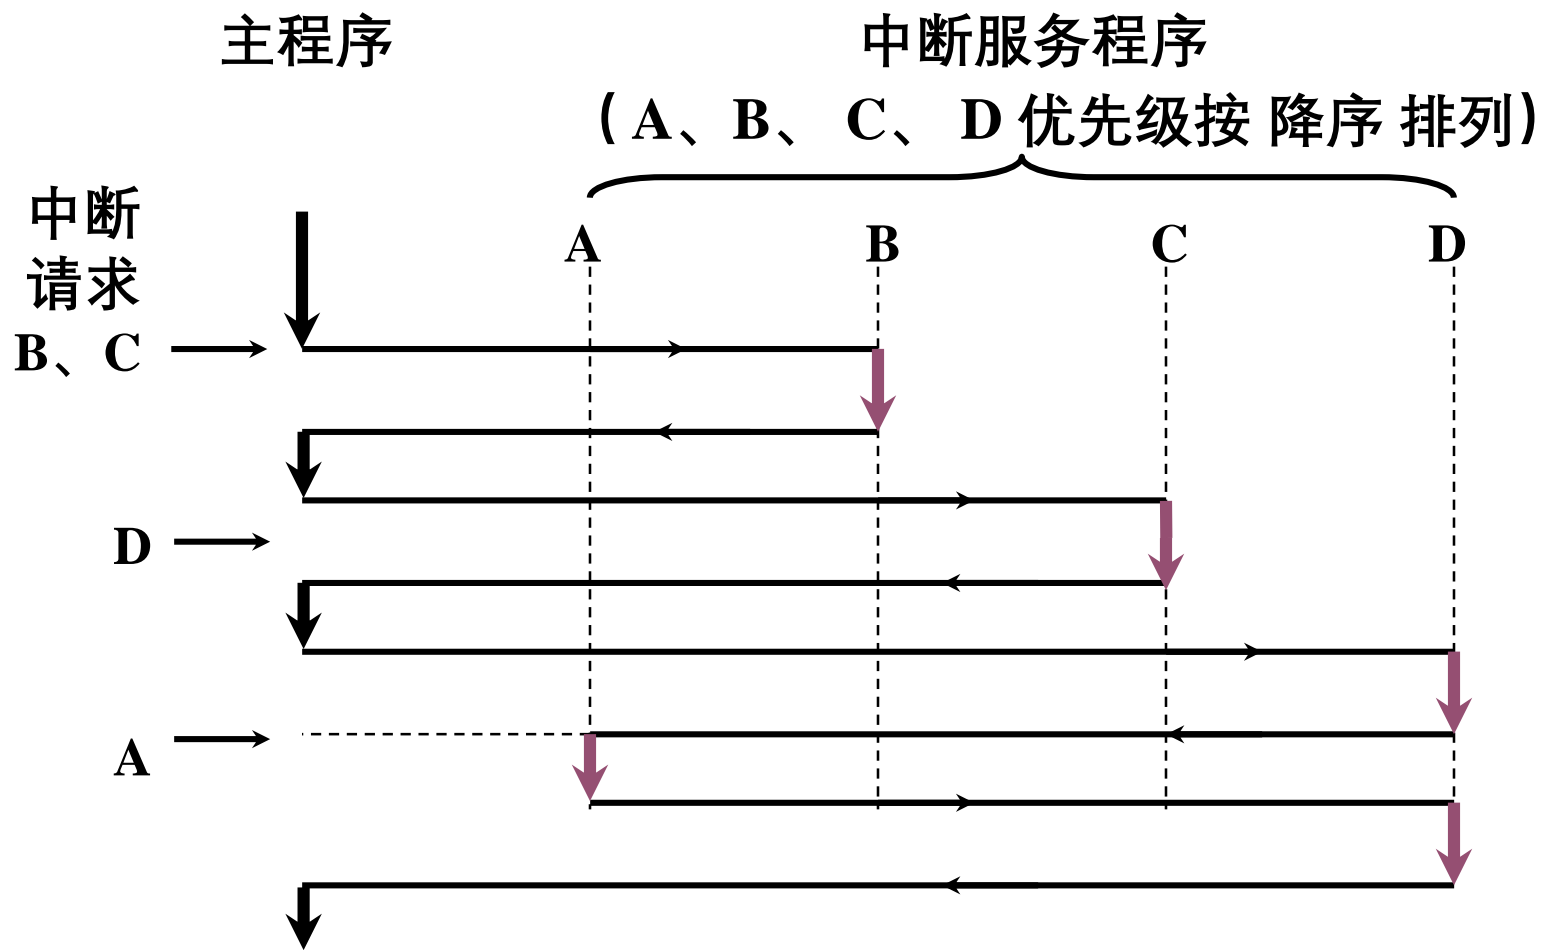 主程序
中断服务程序
( A、B、 C、 D 优先级按 降序 排列)
中断
请求
A
B
C
D
B、C
D
A